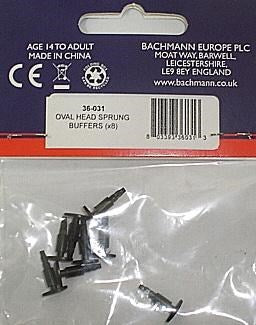 AGE 14 TO ADULT
MADE IN CHINA
CE
BACHMANN EUROPE PLC
MOAT WAY, BARWELL,
LEICESTERSHIRE,
LE9 8EY ENGLAND
www.bachmann.co.uk
36-031
OVAL HEAD SPRUNG
BUFFERS (x8)